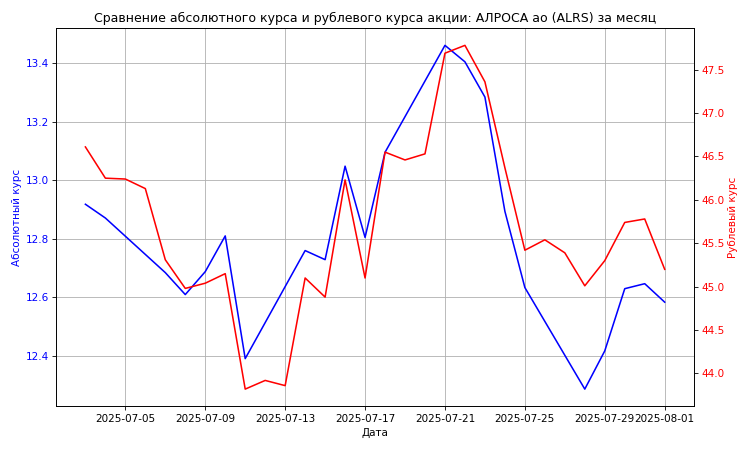 Сравнение абсолютного курса и рублевого курса акции: АЛРОСА ао (ALRS) за месяц
13.4
13.2
13.0
12.8
12.6
12.4
Абсолютный курс
47.5
47.0
46.5
46.0
45.5
45.0
44.5
44.0
Рублевый курс
2025-07-05 2025-07-09 2025-07-13 2025-07-17 2025-07-21 2025-07-25 2025-07-29 2025-08-01
Дата